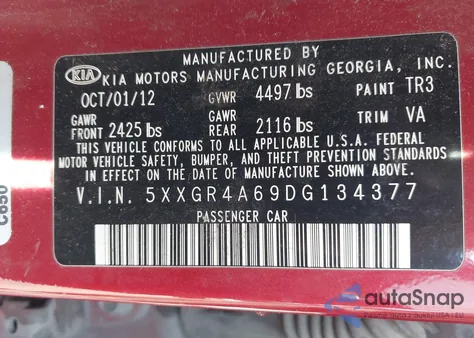 MANUFACTURED BY
KIA KIA MOTORS MANUFACTURING GEORGIA, INC.
OCT/01/12 GVWR 4497 lbs PAINT TR3
GAWR FRONT 2425 lbs GAWR REAR 2116 lbs TRIM VA
THIS VEHICLE CONFORMS TO ALL APPLICABLE U.S.A. FEDERAL
MOTOR VEHICLE SAFETY, BUMPER, AND THEFT PREVENTION STANDARDS
IN EFFECT ON THE DATE OF MANUFACTURE SHOWN ABOVE.
V.I.N. 5XXGR4A69DG134377
PASSENGER CAR
C850
autoSnap